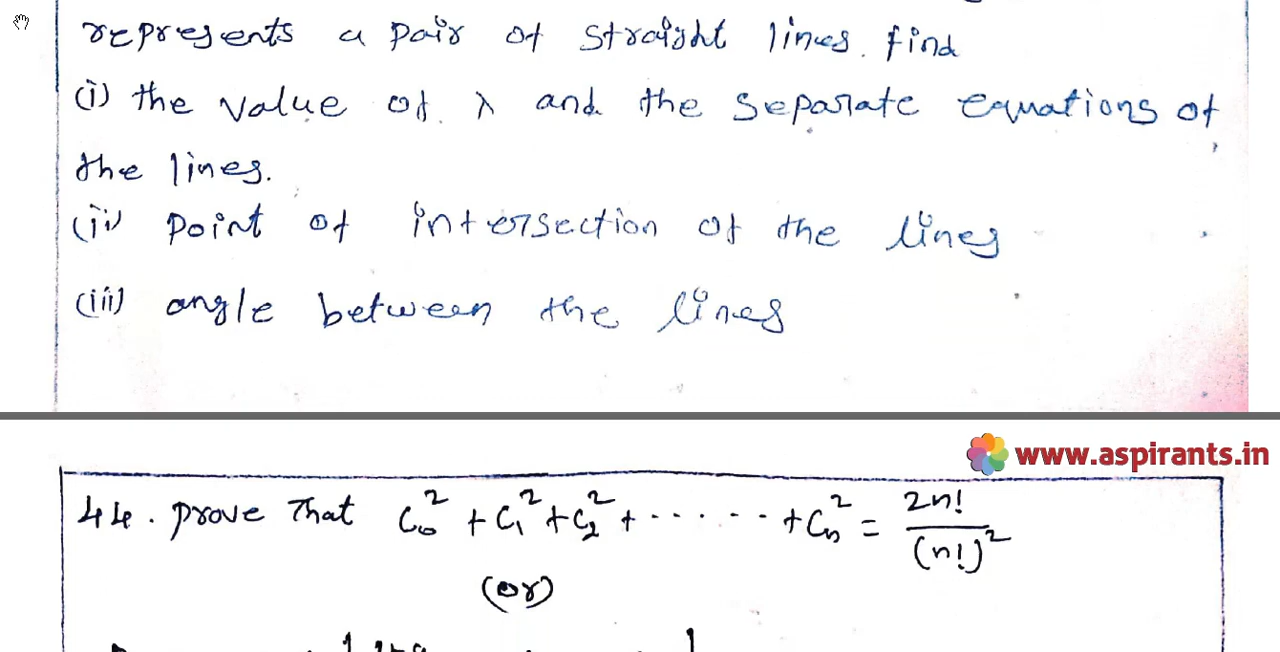 represents a pair of straight lines. find
(i) the value of λ and the separate equations of
the lines.
(ii) point of intersection of the lines
(iii) angle between the lines
www.aspirants.in
44. prove that C₀² + C₁² + C₂² + ...... + Cₙ² = 2n! / (n!)²
(or)